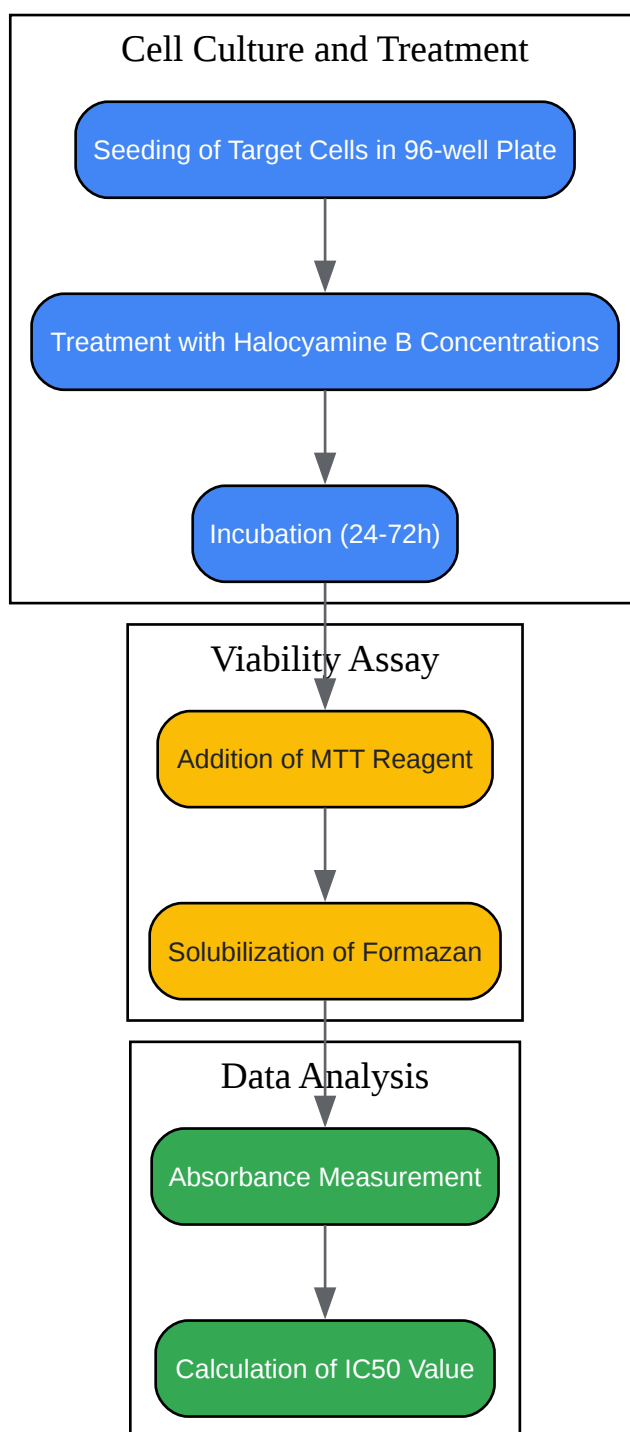 Cell Culture and Treatment
Seeding of Target Cells in 96-well Plate
Treatment with Halocyamine B Concentrations
Incubation (24-72h)
Viability Assay
Addition of MTT Reagent
Solubilization of Formazan
Data Analysis
Absorbance Measurement
Calculation of IC50 Value